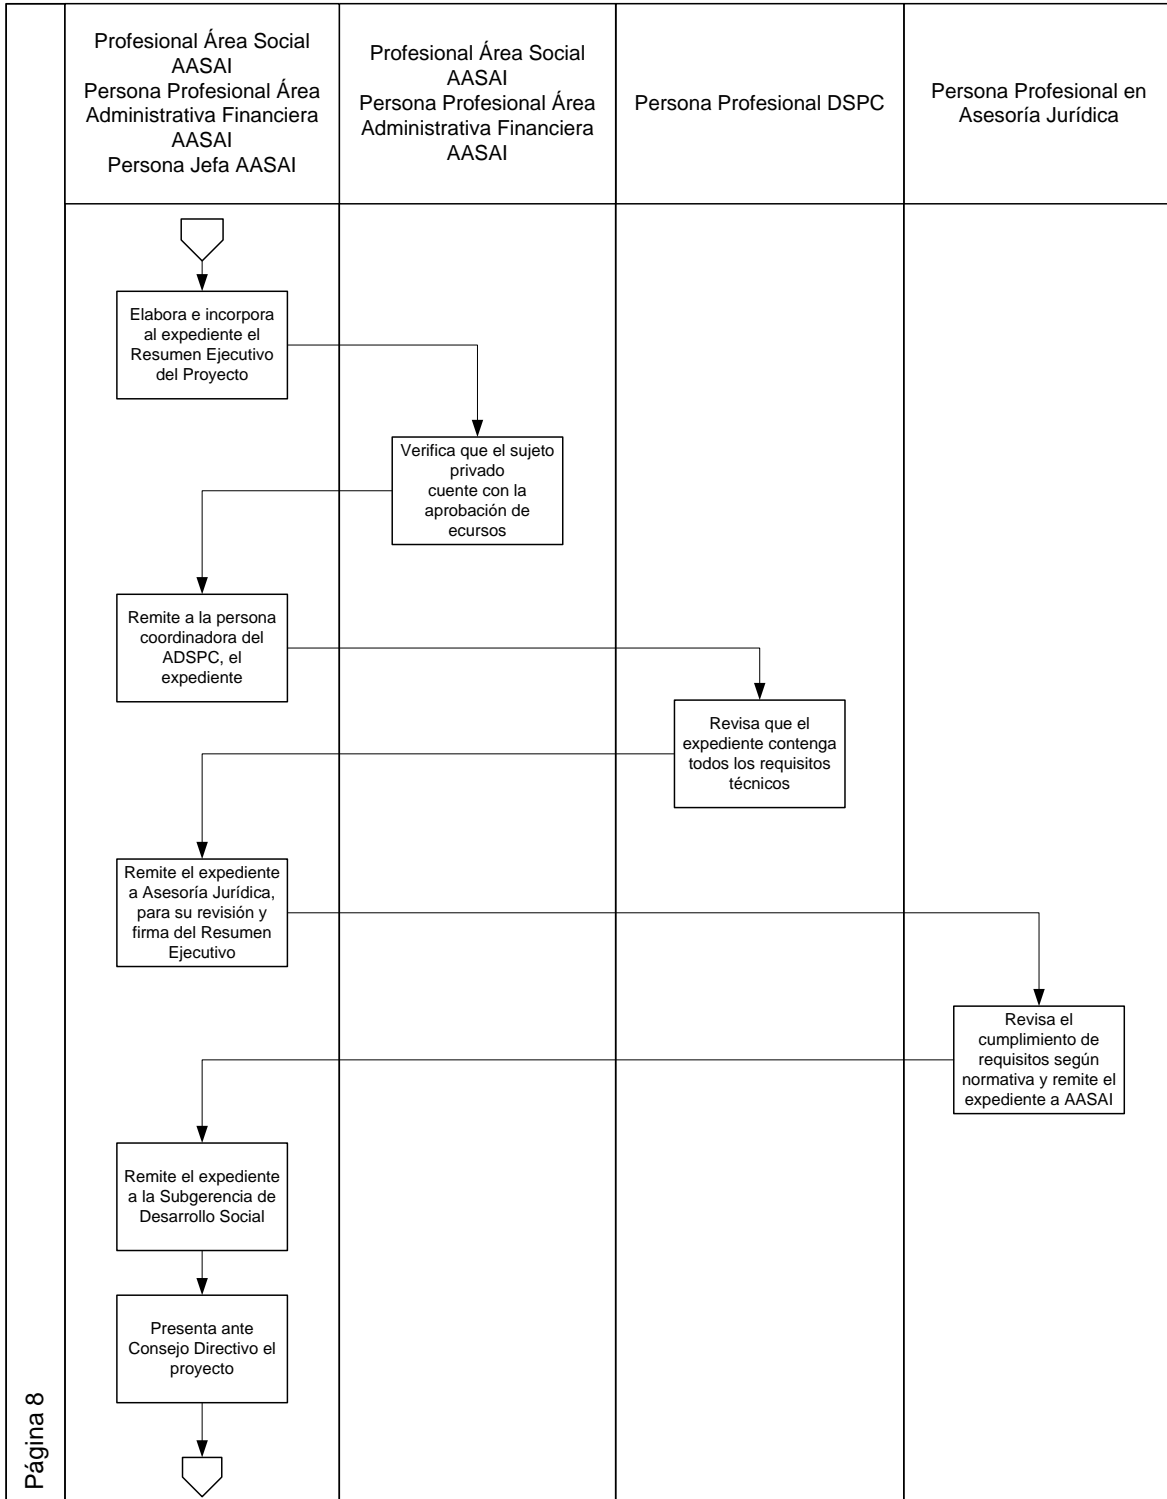 Profesional Área Social
AASAI
Persona Profesional Área
Administrativa Financiera
AASAI
Persona Jefa AASAI
Profesional Área Social
AASAI
Persona Profesional Área
Administrativa Financiera
AASAI
Persona Profesional DSPC
Persona Profesional en
Asesoría Jurídica
Elabora e incorpora
al expediente el
Resumen Ejecutivo
del Proyecto
Verifica que el sujeto
privado
cuente con la
aprobación de
ecursos
Remite a la persona
coordinadora del
ADSPC, el
expediente
Revisa que el
expediente contenga
todos los requisitos
técnicos
Remite el expediente
a Asesoría Jurídica,
para su revisión y
firma del Resumen
Ejecutivo
Revisa el
cumplimiento de
requisitos según
normativa y remite el
expediente a AASAI
Remite el expediente
a la Subgerencia de
Desarrollo Social
Presenta ante
Consejo Directivo el
proyecto
Página 8